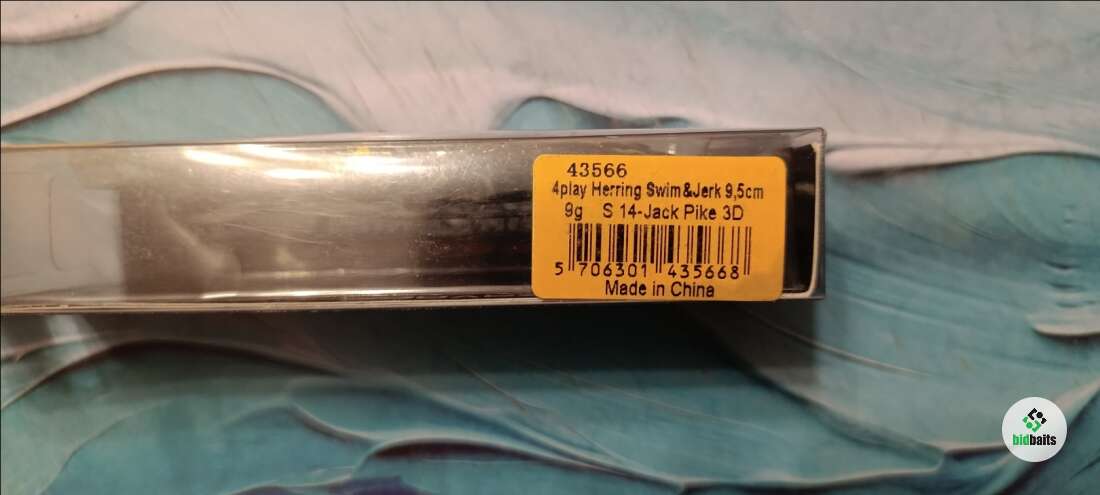 43566
4play Herring Swim&Jerk 9,5cm
9g S 14-Jack Pike 3D
5 706301 435668
Made in China
bidbaits